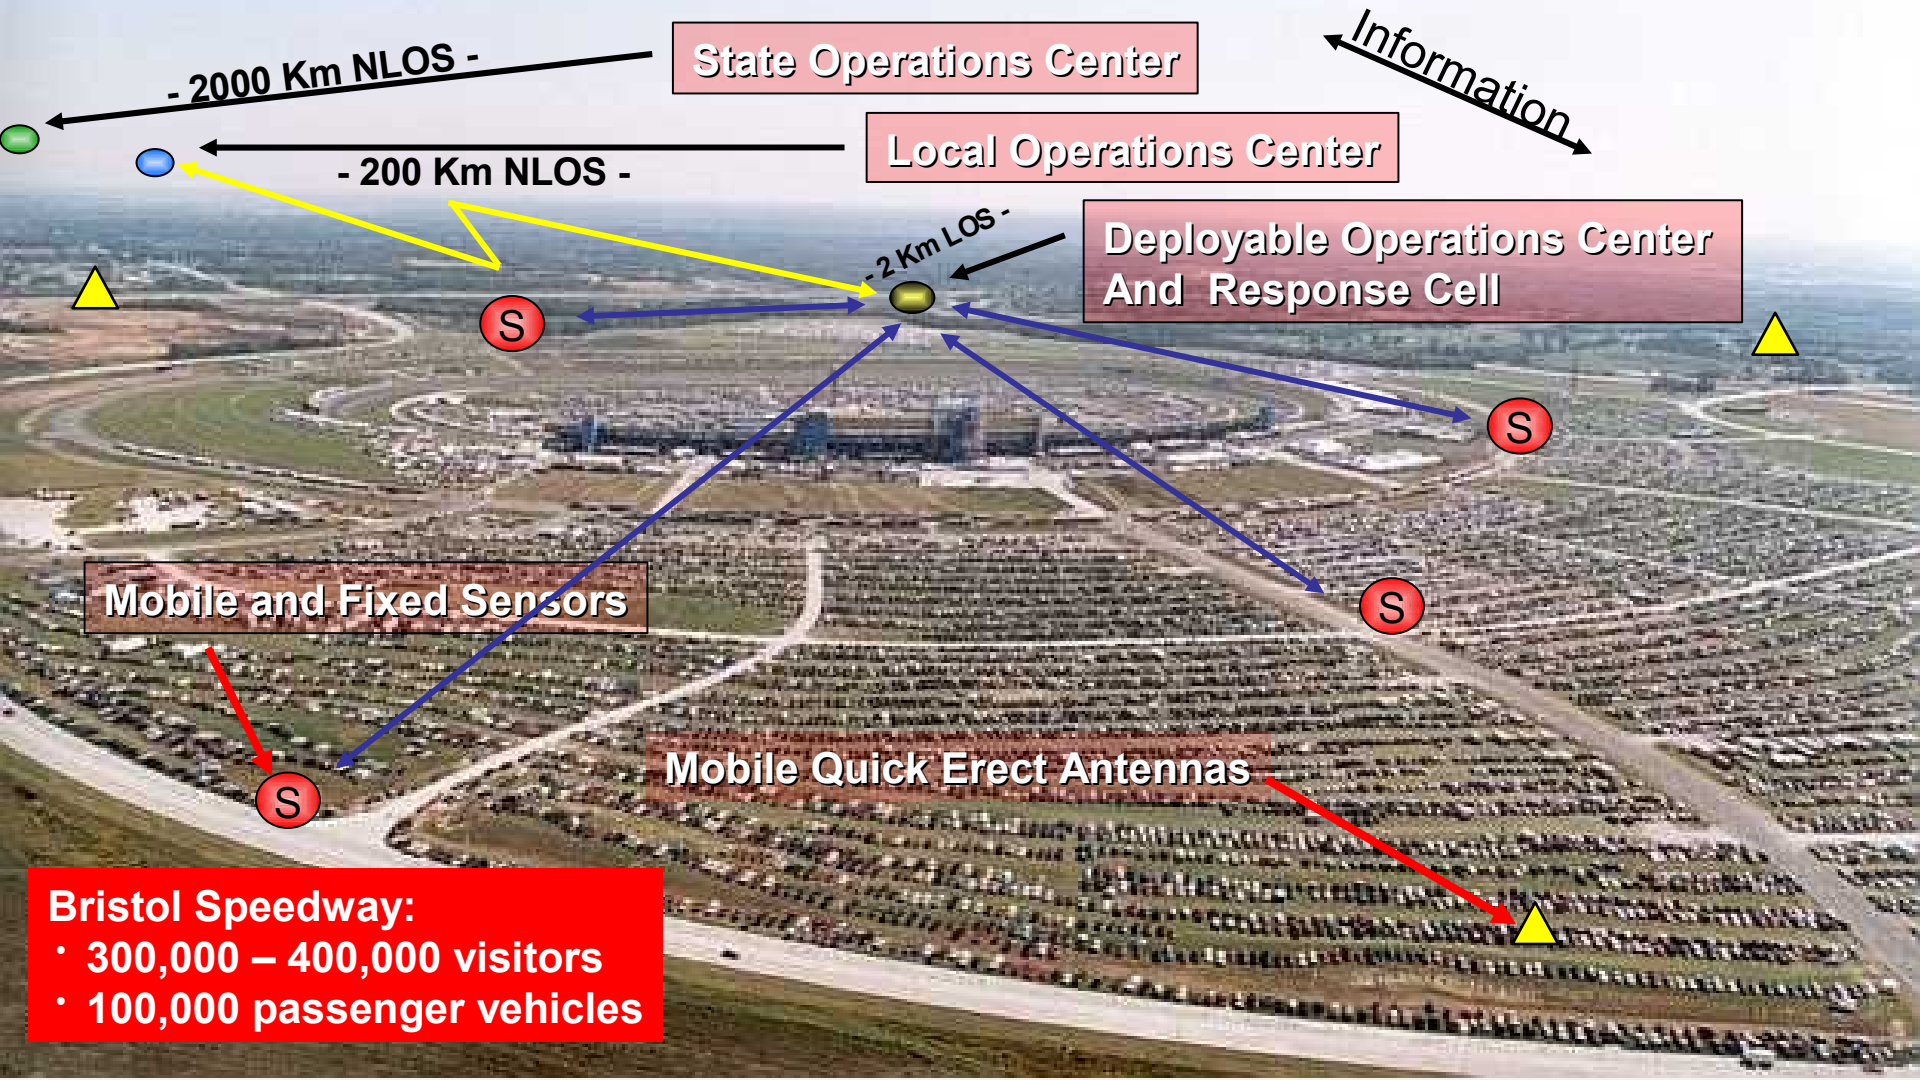 - 2000 Km NLOS -
State Operations Center
Information
Local Operations Center
- 200 Km NLOS -
- 2 Km LOS -
Deployable Operations Center
And Response Cell
S
S
S
Mobile and Fixed Sensors
Mobile Quick Erect Antennas
S
Bristol Speedway:
· 300,000 – 400,000 visitors
· 100,000 passenger vehicles